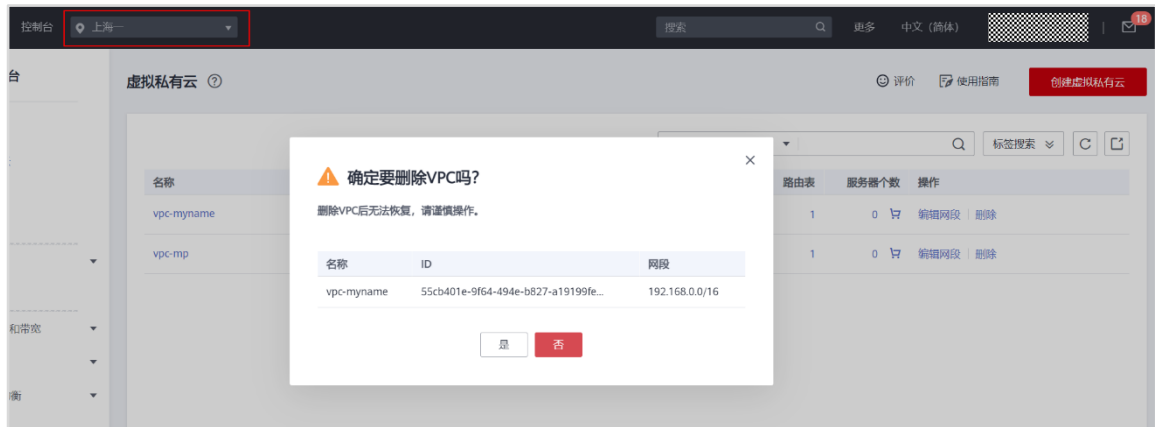 控制台 上海一 搜索 更多 中文 (简体) 18
台
虚拟私有云 评价 使用指南 创建虚拟私有云
标签搜索
名称 路由表 服务器个数 操作
vpc-myname 1 0 编辑网段 删除
vpc-mp 1 0 编辑网段 删除
和带宽
衡
确定要删除VPC吗?
删除VPC后无法恢复，请谨慎操作。
名称 ID 网段
vpc-myname 55cb401e-9f64-494e-b827-a19199fe... 192.168.0.0/16
是 否